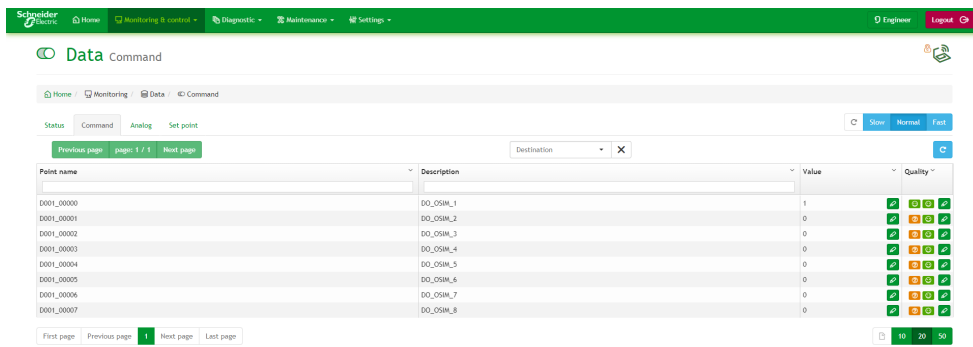 Schneider Electric Home Monitoring & control Diagnostic Maintenance Settings Engineer Logout
Data Command
Home / Monitoring / Data / Command
Status Command Analog Set point Slow Normal Fast
Previous page page: 1 / 1 Next page Destination
Point name Description Value Quality
D001_00000 DO_OSIM_1 1
D001_00001 DO_OSIM_2 0
D001_00002 DO_OSIM_3 0
D001_00003 DO_OSIM_4 0
D001_00004 DO_OSIM_5 0
D001_00005 DO_OSIM_6 0
D001_00006 DO_OSIM_7 0
D001_00007 DO_OSIM_8 0
First page Previous page 1 Next page Last page 10 20 50